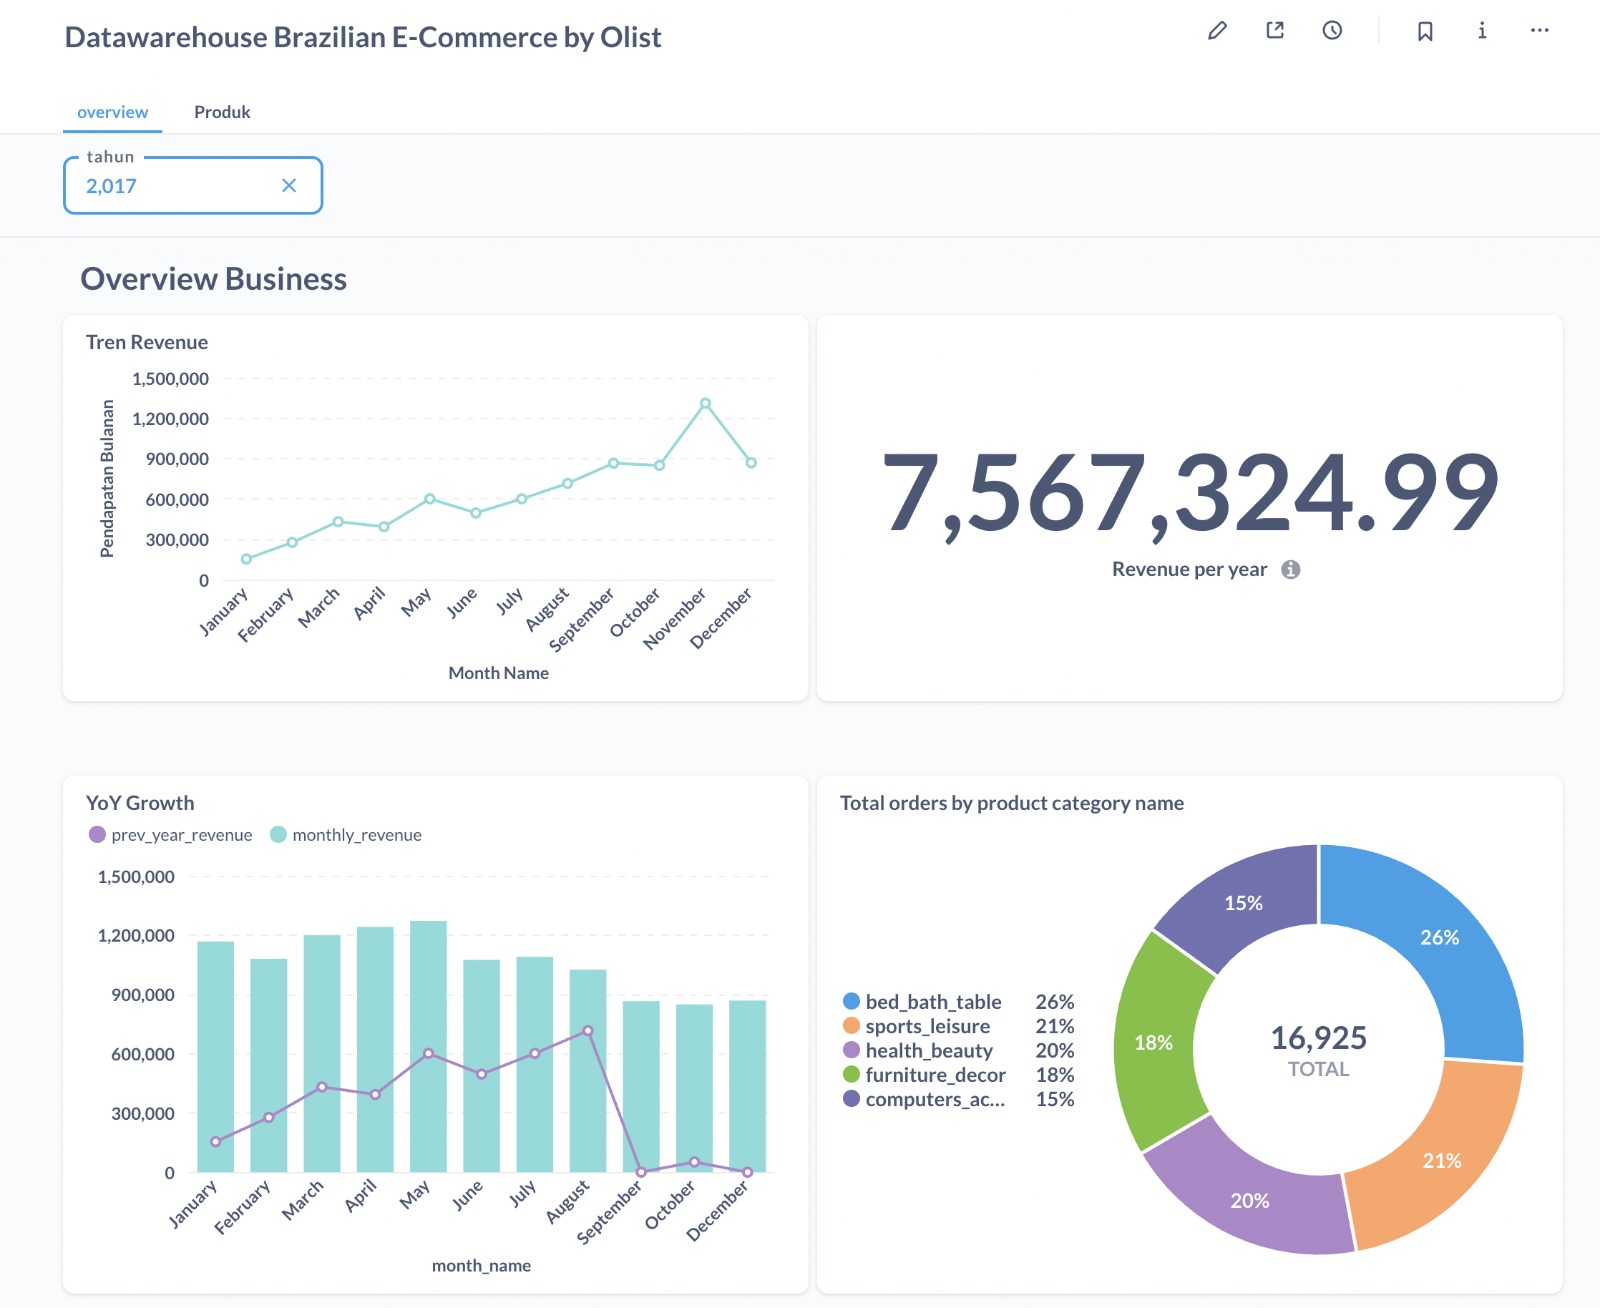 Datawarehouse Brazilian E-Commerce by Olist
overview
Produk
tahun
2,017
Overview Business
Tren Revenue
Pendapatan Bulanan
1,500,000
1,200,000
900,000
600,000
300,000
0
January
February
March
April
May
June
July
August
September
October
November
December
Month Name
7,567,324.99
Revenue per year
YoY Growth
prev_year_revenue
monthly_revenue
1,500,000
1,200,000
900,000
600,000
300,000
0
January
February
March
April
May
June
July
August
September
October
December
month_name
Total orders by product category name
bed_bath_table 26%
sports_leisure 21%
health_beauty 20%
furniture_decor 18%
computers_ac... 15%
15%
26%
18%
21%
20%
16,925
TOTAL